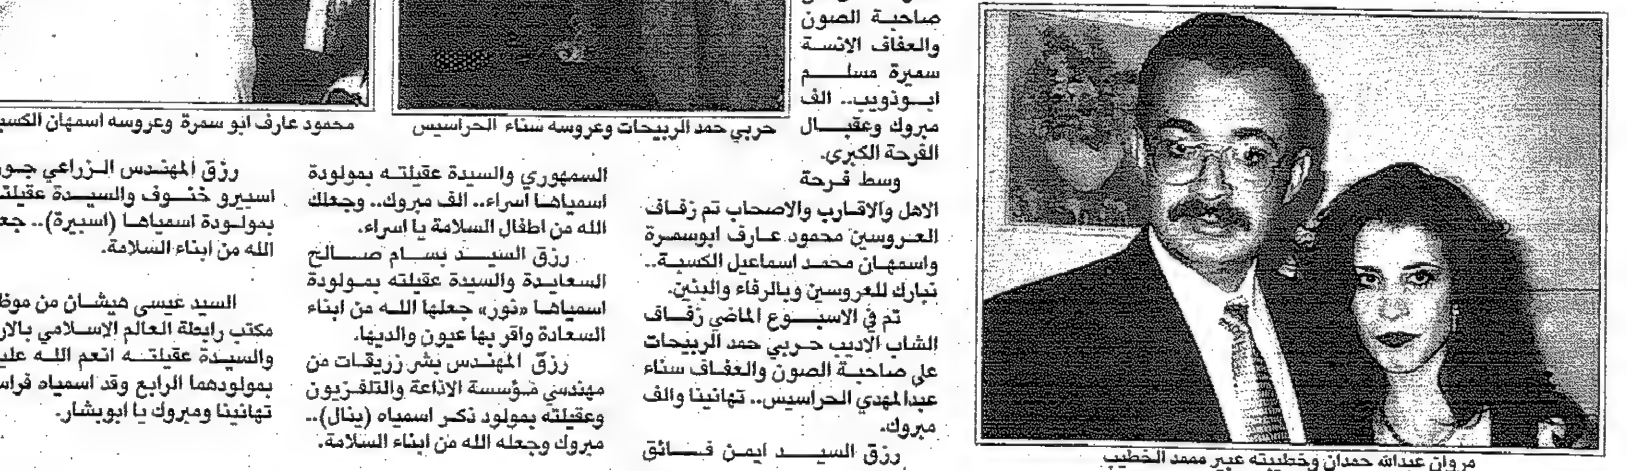 صاحبة الصون
والعفاف الانسة
سميرة مسلم
ابوذويب.. الف
مبروك وعقبال
الفرحة الكبرى.
وسط فرحة
الاهل والاقارب والاصحاب تم زفاف
العروسين محمود عارف ابوسمرة
واسمهان محمد اسماعيل الكسبة..
نبارك للعروسين وبالرفاء والبنين.
تم في الاسبوع الماضي زفاف
الشاب الاديب حربي حمد الربيحات
على صاحبة الصون والعفاف سناء
عبدالمهدي الحراسيس.. تهانينا والف
مبروك.
رزق السيد ايمن فائق
مروان عبدالله حمدان وخطيبته عبير محمد الخطيب
حربي حمد الربيحات وعروسه سناء الحراسيس
السمهوري والسيدة عقيلته بمولودة
اسمياها اسراء.. الف مبروك.. وجعلك
الله من اطفال السلامة يا اسراء.
رزق السيد بسام صالح
السعايدة والسيدة عقيلته بمولودة
اسمياها «نور» جعلها الله من ابناء
السعادة واقر بها عيون والديها.
رزق المهندس بشر زريقات من
مهندسي مؤسسة الاذاعة والتلفزيون
وعقيلته بمولود ذكر اسمياه (ينال)..
مبروك وجعله الله من ابناء السلامة.
محمود عارف ابو سمرة وعروسه اسمهان
رزق المهندس الزراعي
اسبيرو خنوف والسيدة
بمولودة اسمياها (اسبيرة)..
الله من ابناء السلامة.
السيد عيسى هيشان من
مكتب رابطة العالم الاسلامي
والسيدة عقيلته انعم الله
بمولودهما الرابع وقد اسمياه
تهانينا ومبروك يا ابوبشار.